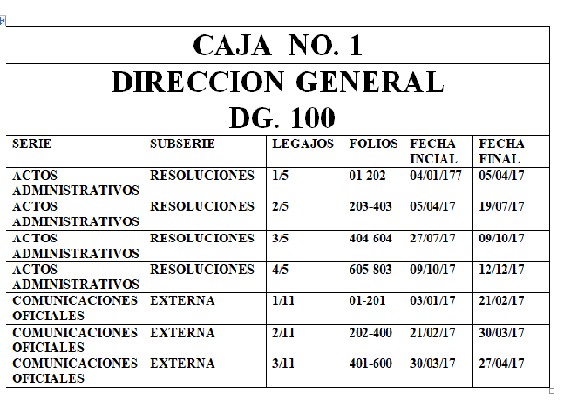 CAJA NO. 1
DIRECCION GENERAL
DG. 100
SERIE SUBSERIE LEGAJOS FOLIOS FECHA INCIAL FECHA FINAL
ACTOS ADMINISTRATIVOS RESOLUCIONES 1/5 01-202 04/01/177 05/04/17
ACTOS ADMINISTRATIVOS RESOLUCIONES 2/5 203-403 05/04/17 19/07/17
ACTOS ADMINISTRATIVOS RESOLUCIONES 3/5 404-604 27/07/17 09/10/17
ACTOS ADMINISTRATIVOS RESOLUCIONES 4/5 605-803 09/10/17 12/12/17
COMUNICACIONES OFICIALES EXTERNA 1/11 01-201 03/01/17 21/02/17
COMUNICACIONES OFICIALES EXTERNA 2/11 202-400 21/02/17 30/03/17
COMUNICACIONES OFICIALES EXTERNA 3/11 401-600 30/03/17 27/04/17